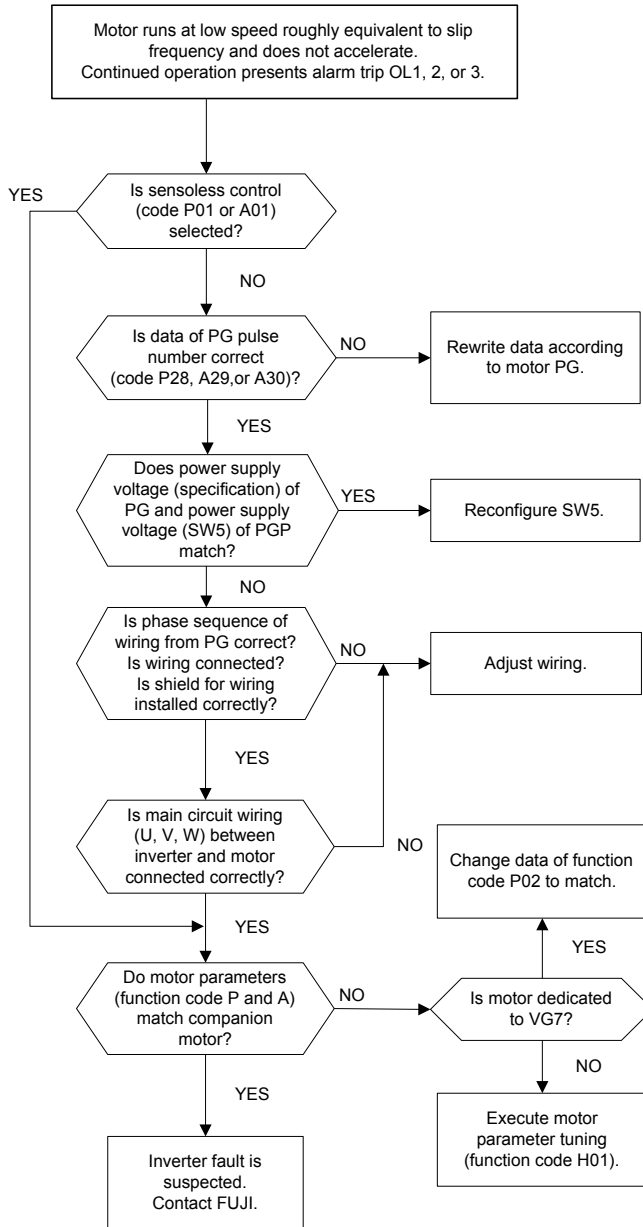 Motor runs at low speed roughly equivalent to slip
frequency and does not accelerate.
Continued operation presents alarm trip OL1, 2, or 3.
YES
Is sensoless control
(code P01 or A01)
selected?
NO
Is data of PG pulse
number correct
(code P28, A29,or A30)?
NO
Rewrite data according
to motor PG.
YES
Does power supply
voltage (specification) of
PG and power supply
voltage (SW5) of PGP
match?
YES
Reconfigure SW5.
NO
Is phase sequence of
wiring from PG correct?
Is wiring connected?
Is shield for wiring
installed correctly?
NO
Adjust wiring.
YES
Is main circuit wiring
(U, V, W) between
inverter and motor
connected correctly?
NO
Change data of function
code P02 to match.
YES
YES
Do motor parameters
(function code P and A)
match companion
motor?
NO
Is motor dedicated
to VG7?
YES
NO
Inverter fault is
suspected.
Contact FUJI.
Execute motor
parameter tuning
(function code H01).